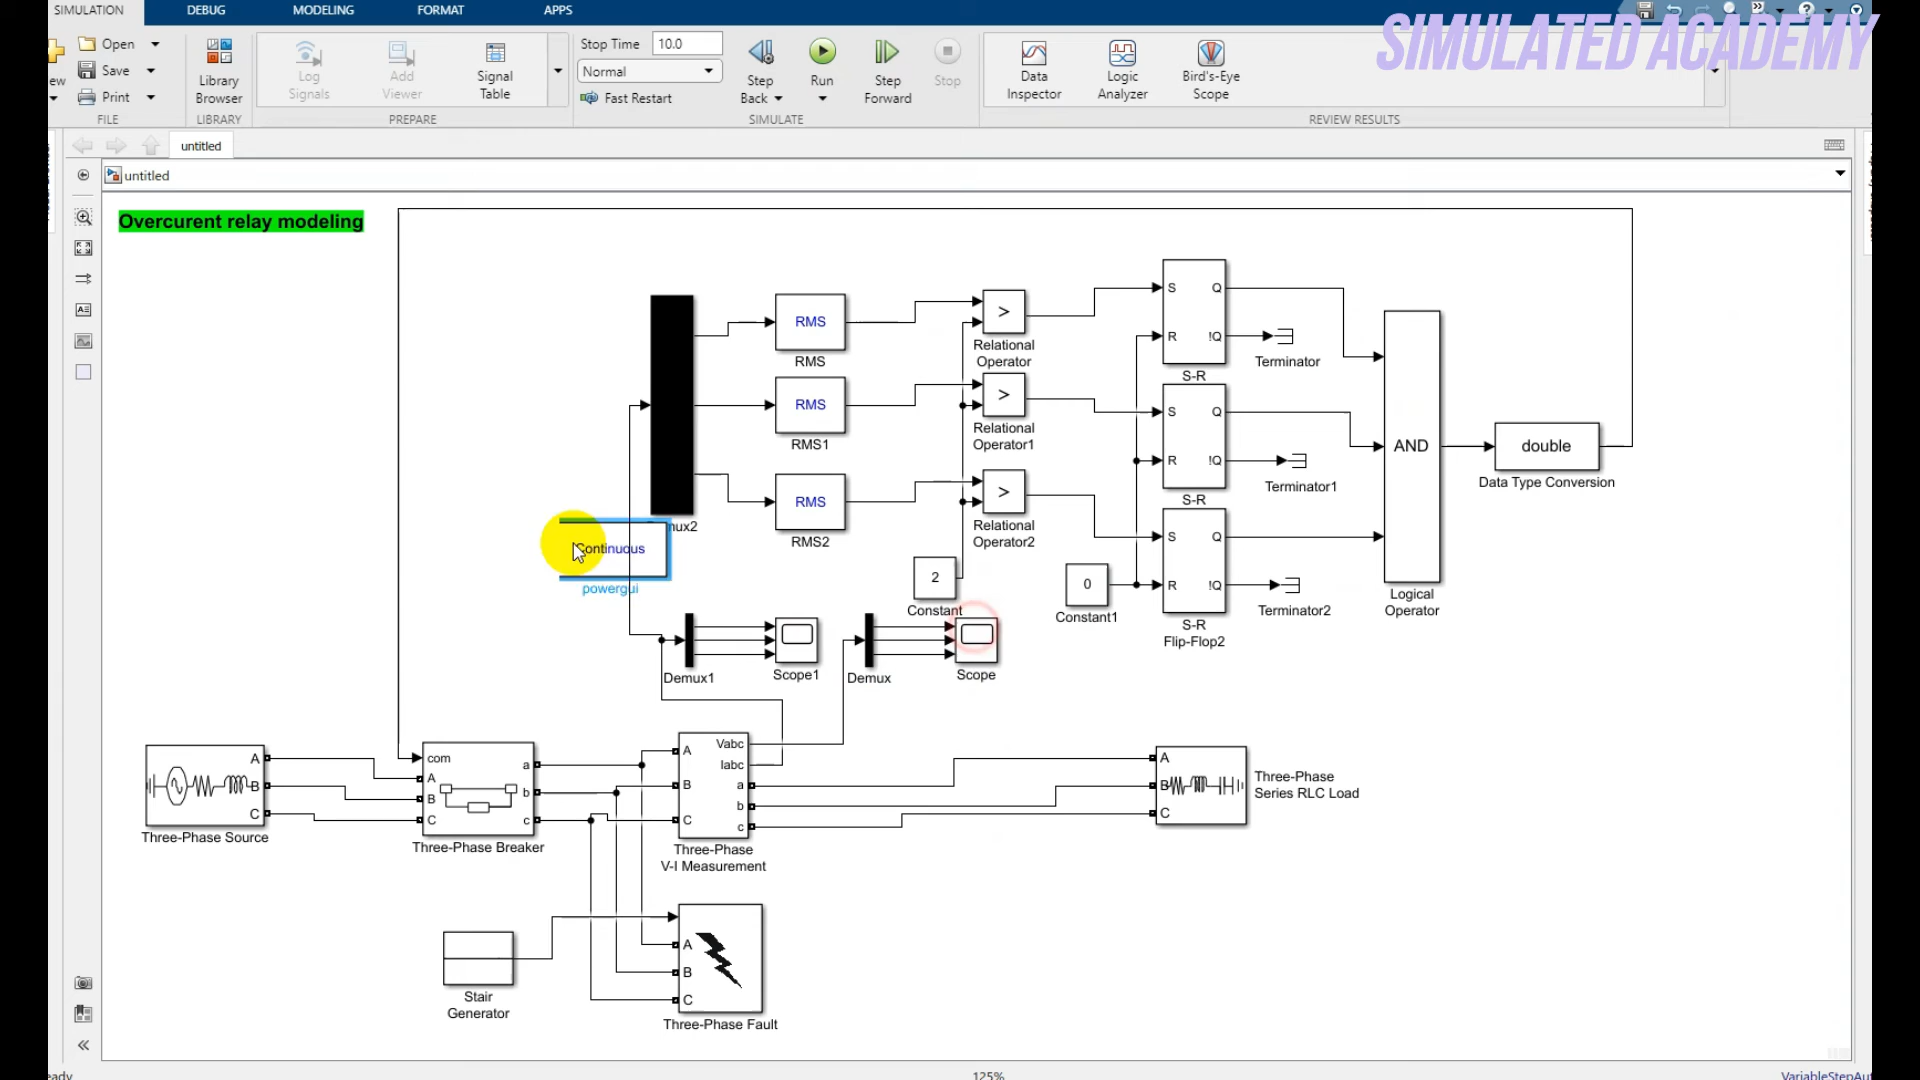 SIMULATION DEBUG MODELING FORMAT APPS
SIMULATED ACADEMY
Open
Save
Print
FILE
Library
Browser
LIBRARY
Log
Signals
Add
Viewer
Signal
Table
PREPARE
Stop Time 10.0
Normal
Fast Restart
Step
Back
Run
Step
Forward
Stop
SIMULATE
Data
Inspector
Logic
Analyzer
Bird's-Eye
Scope
REVIEW RESULTS
untitled
untitled
Overcurent relay modeling
RMS
RMS
RMS
RMS1
RMS
RMS2
>
Relational
Operator
>
Relational
Operator1
>
Relational
Operator2
S Q
R !Q
S-R
S Q
R !Q
S-R
S Q
R !Q
S-R
Flip-Flop2
Terminator
Terminator1
Terminator2
AND
Logical
Operator
double
Data Type Conversion
Continuous
powergui
2
Constant
0
Constant1
Demux1
Scope1
Demux
Scope
A
B
C
Three-Phase Source
com
A
B
C
a
b
c
Three-Phase Breaker
A
B
C
Vabc
Iabc
a
b
c
Three-Phase
V-I Measurement
A
B
C
Three-Phase
Series RLC Load
Stair
Generator
A
B
C
Three-Phase Fault
125%